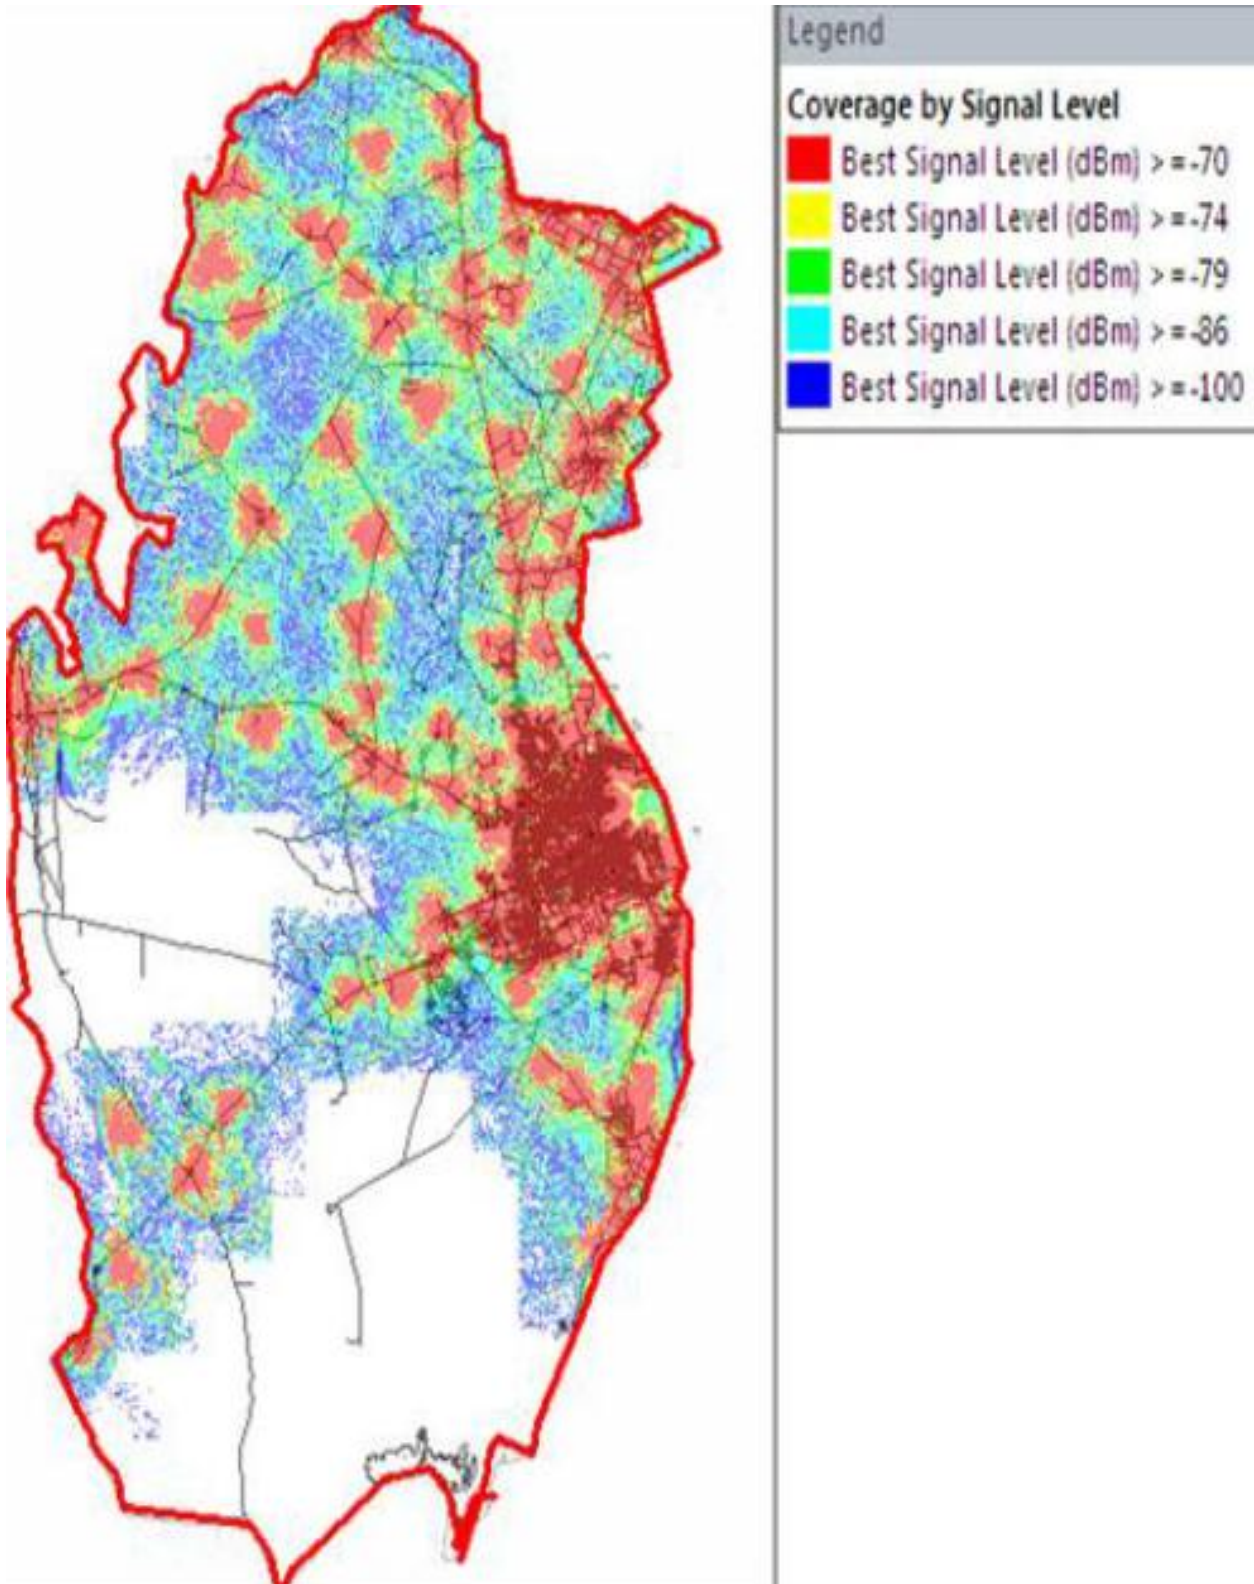 Legend
Coverage by Signal Level
Best Signal Level (dBm) >=-70
Best Signal Level (dBm) >=-74
Best Signal Level (dBm) >=-79
Best Signal Level (dBm) >=-86
Best Signal Level (dBm) >=-100